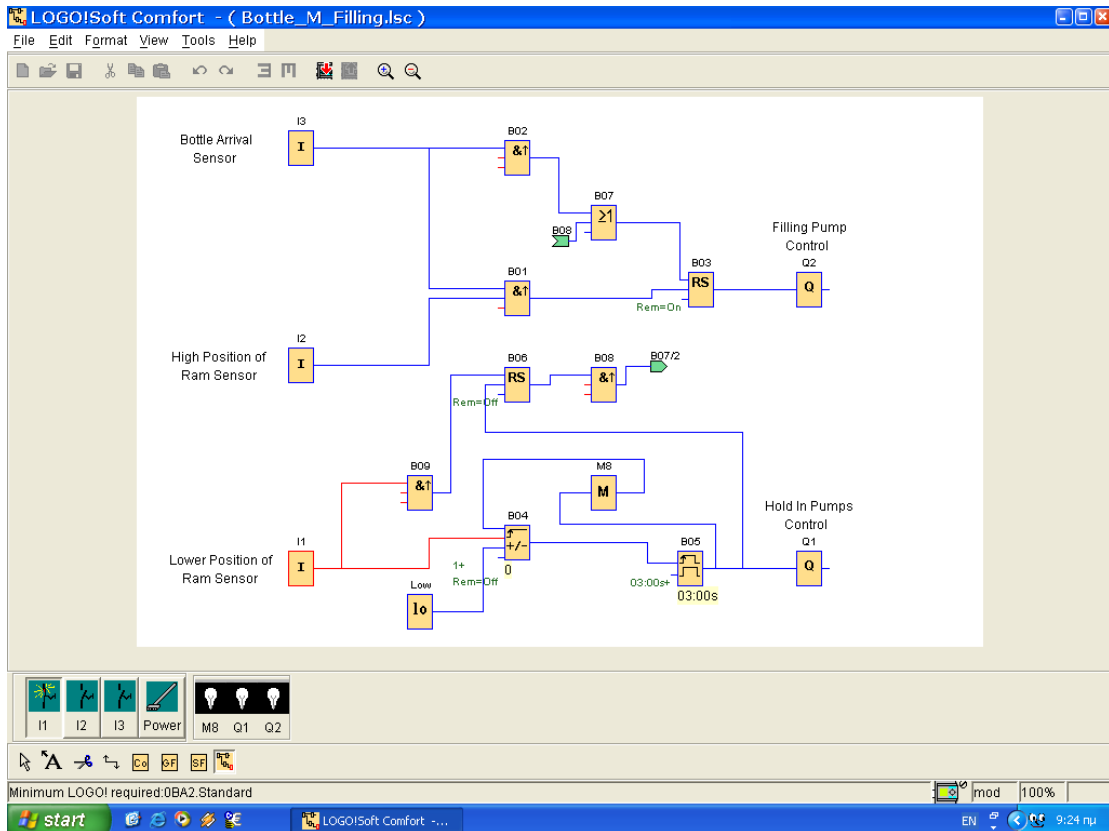 LOGO!Soft Comfort - ( Bottle_M_Filling.lsc )
File Edit Format View Tools Help
I3
Bottle Arrival
Sensor
I
B02
&↑
B07
≥1
B08
Filling Pump
Control
Q2
Q
B03
RS
Rem=On
B01
&↑
I2
High Position of
Ram Sensor
I
B06
RS
Rem=Off
B08
&↑
B07/2
B09
&↑
M8
M
Hold In Pumps
Control
Q1
Q
B04
+/-
0
1+
Rem=Off
B05
03:00s+
03:00s
I1
Lower Position of
Ram Sensor
I
Low
lo
I1 I2 I3 Power M8 Q1 Q2
A Co GF SF
Minimum LOGO! required:0BA2.Standard mod 100%
start LOGO!Soft Comfort -... EN 9:24 πμ